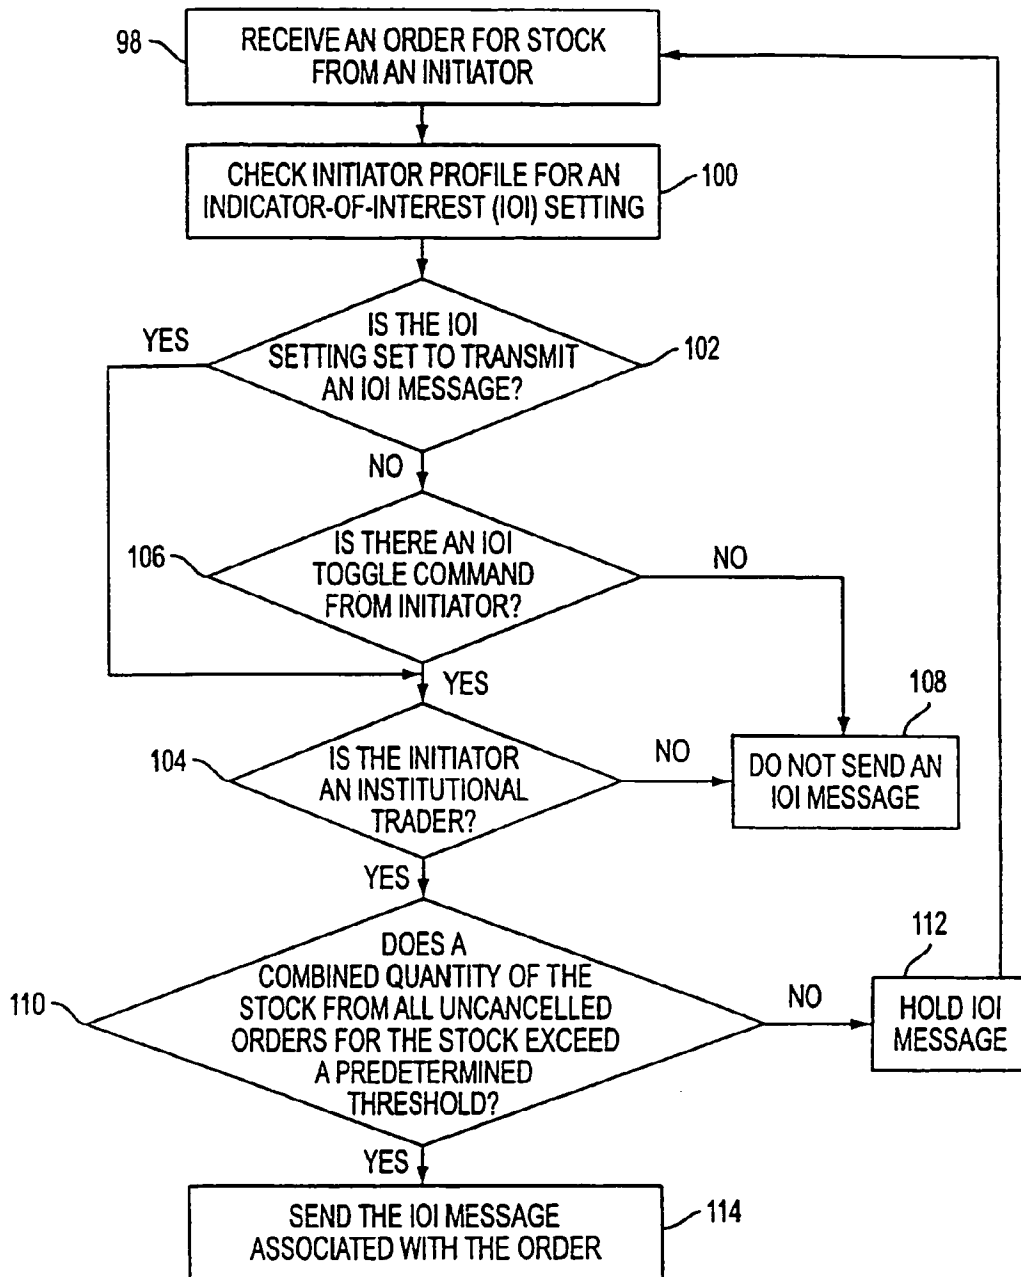 98
RECEIVE AN ORDER FOR STOCK
FROM AN INITIATOR
CHECK INITIATOR PROFILE FOR AN
INDICATOR-OF-INTEREST (IOI) SETTING
100
IS THE IOI
SETTING SET TO TRANSMIT
AN IOI MESSAGE?
YES
102
NO
106
IS THERE AN IOI
TOGGLE COMMAND
FROM INITIATOR?
NO
YES
104
IS THE INITIATOR
AN INSTITUTIONAL
TRADER?
NO
108
DO NOT SEND AN
IOI MESSAGE
YES
110
DOES A
COMBINED QUANTITY OF THE
STOCK FROM ALL UNCANCELLED
ORDERS FOR THE STOCK EXCEED
A PREDETERMINED
THRESHOLD?
NO
112
HOLD IOI
MESSAGE
YES
SEND THE IOI MESSAGE
ASSOCIATED WITH THE ORDER
114